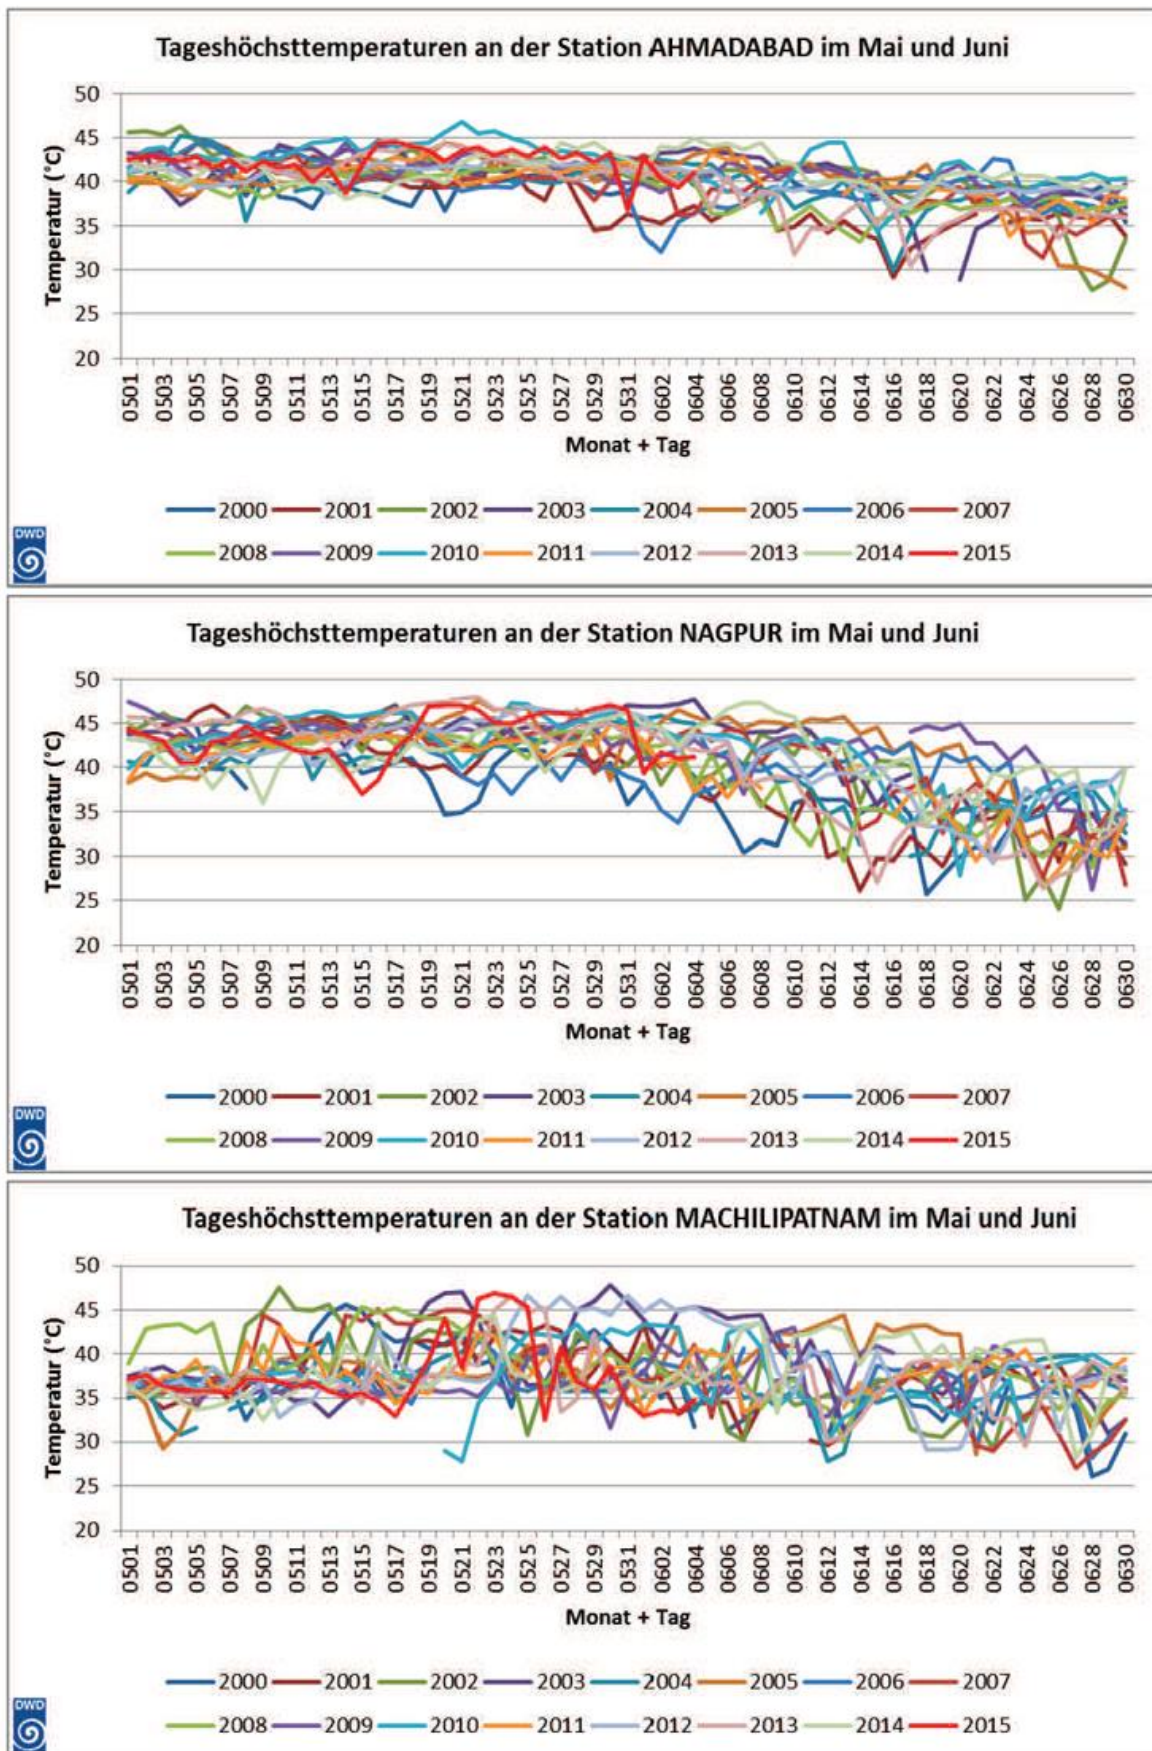 Tageshöchsttemperaturen an der Station AHMADABAD im Mai und Juni
Temperatur (°C)
50
45
40
35
30
25
20
0501 0503 0505 0507 0509 0511 0513 0515 0517 0519 0521 0523 0525 0527 0529 0531 0602 0604 0606 0608 0610 0612 0614 0616 0618 0620 0622 0624 0626 0628 0630
Monat + Tag
2000 2001 2002 2003 2004 2005 2006 2007
2008 2009 2010 2011 2012 2013 2014 2015
DWD
Tageshöchsttemperaturen an der Station NAGPUR im Mai und Juni
Temperatur (°C)
50
45
40
35
30
25
20
0501 0503 0505 0507 0509 0511 0513 0515 0517 0519 0521 0523 0525 0527 0529 0531 0602 0604 0606 0608 0610 0612 0614 0616 0618 0620 0622 0624 0626 0628 0630
Monat + Tag
2000 2001 2002 2003 2004 2005 2006 2007
2008 2009 2010 2011 2012 2013 2014 2015
DWD
Tageshöchsttemperaturen an der Station MACHILIPATNAM im Mai und Juni
Temperatur (°C)
50
45
40
35
30
25
20
0501 0503 0505 0507 0509 0511 0513 0515 0517 0519 0521 0523 0525 0527 0529 0531 0602 0604 0606 0608 0610 0612 0614 0616 0618 0620 0622 0624 0626 0628 0630
Monat + Tag
2000 2001 2002 2003 2004 2005 2006 2007
2008 2009 2010 2011 2012 2013 2014 2015
DWD